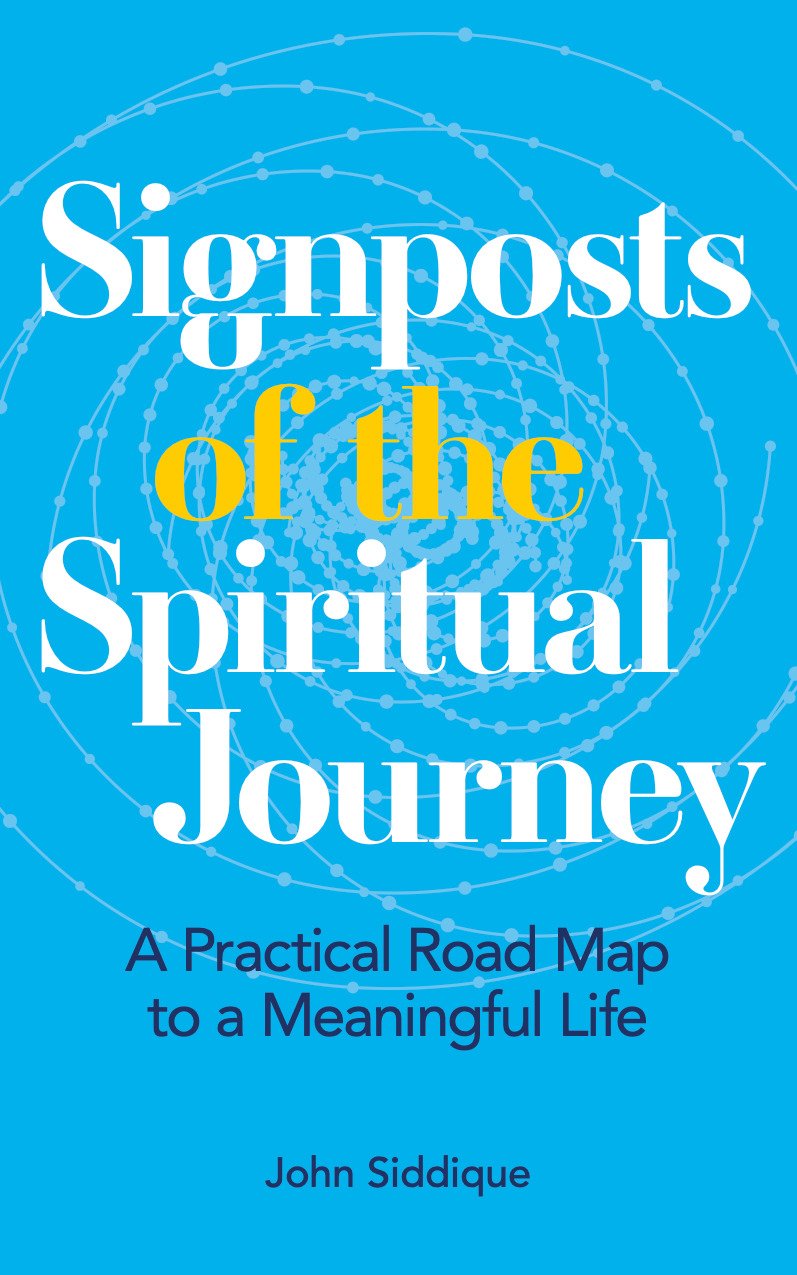 Signposts
of the
Spiritual
Journey
A Practical Road Map
to a Meaningful Life
John Siddique